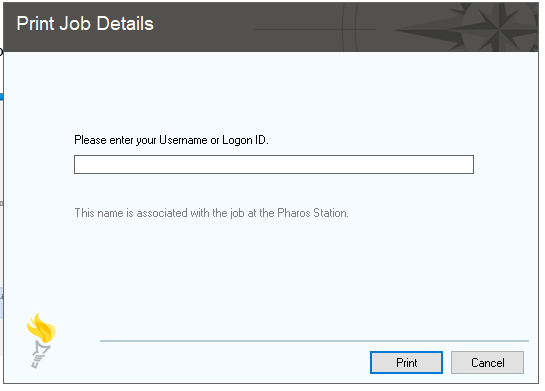 Print Job Details
Please enter your Username or Logon ID.
This name is associated with the job at the Pharos Station.
Print
Cancel